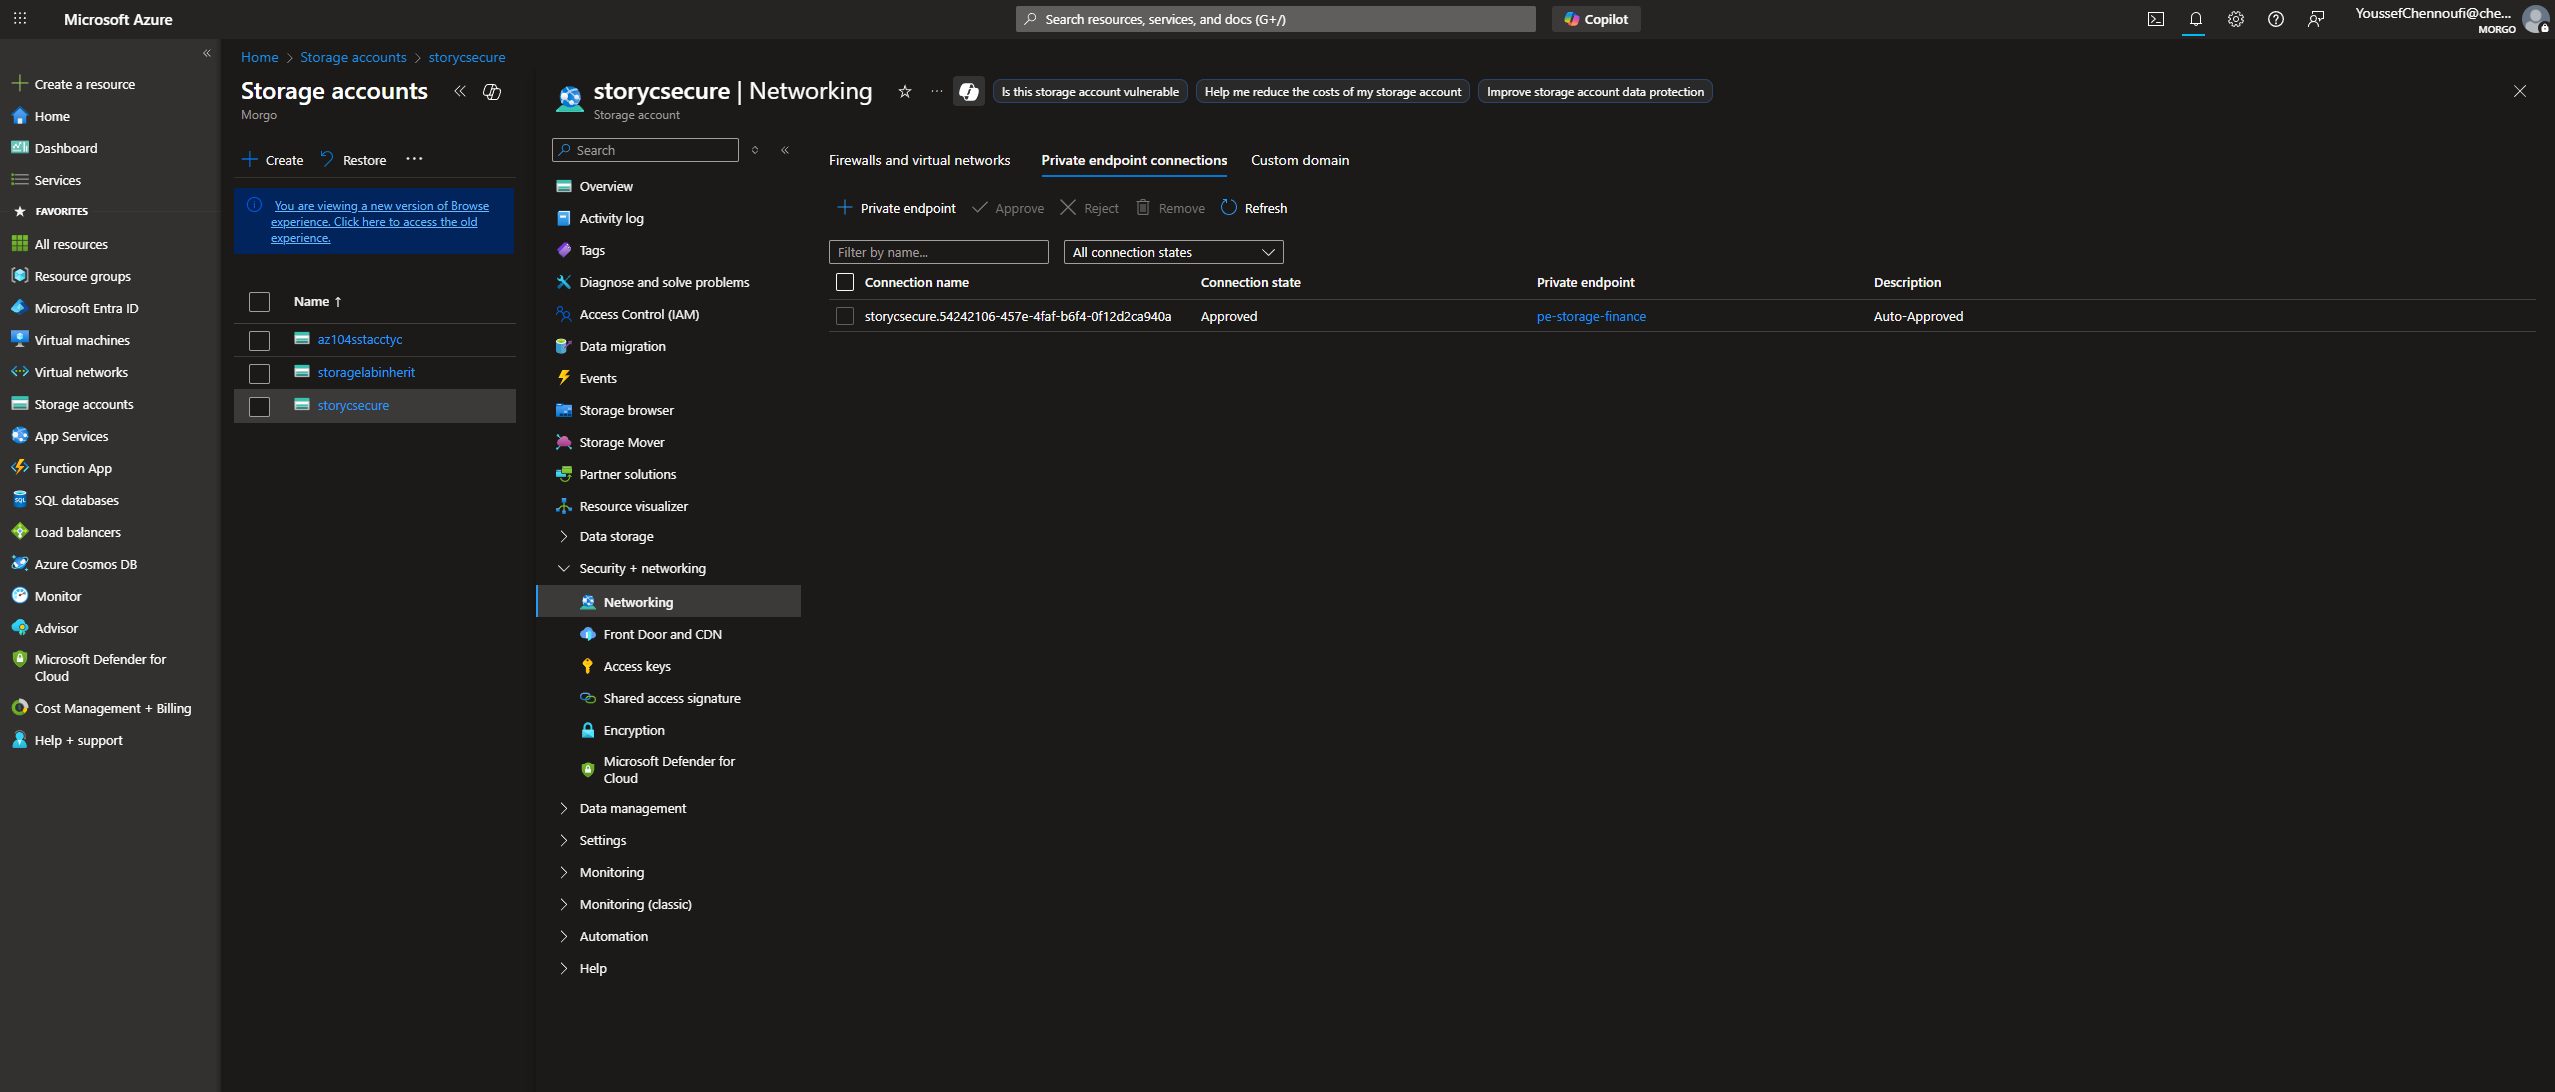 Microsoft Azure
Search resources, services, and docs (G+/)
Copilot
YoussefChennoufi@che...
MORGO
Create a resource
Home
Dashboard
Services
FAVORITES
All resources
Resource groups
Microsoft Entra ID
Virtual machines
Virtual networks
Storage accounts
App Services
Function App
SQL databases
Load balancers
Azure Cosmos DB
Monitor
Advisor
Microsoft Defender for
Cloud
Cost Management + Billing
Help + support
Home > Storage accounts > storycsecure
Storage accounts
Morgo
Create
Restore
You are viewing a new version of Browse
experience. Click here to access the old
experience.
Name ↑
az104sstacctyc
storagelabinherit
storycsecure
storycsecure | Networking
Storage account
Is this storage account vulnerable
Help me reduce the costs of my storage account
Improve storage account data protection
Search
Overview
Activity log
Tags
Diagnose and solve problems
Access Control (IAM)
Data migration
Events
Storage browser
Storage Mover
Partner solutions
Resource visualizer
Data storage
Security + networking
Networking
Front Door and CDN
Access keys
Shared access signature
Encryption
Microsoft Defender for
Cloud
Data management
Settings
Monitoring
Monitoring (classic)
Automation
Help
Firewalls and virtual networks Private endpoint connections Custom domain
Private endpoint Approve Reject Remove Refresh
Filter by name... All connection states
Connection name Connection state Private endpoint Description
storycsecure.54242106-457e-4faf-b6f4-0f12d2ca940a Approved pe-storage-finance Auto-Approved